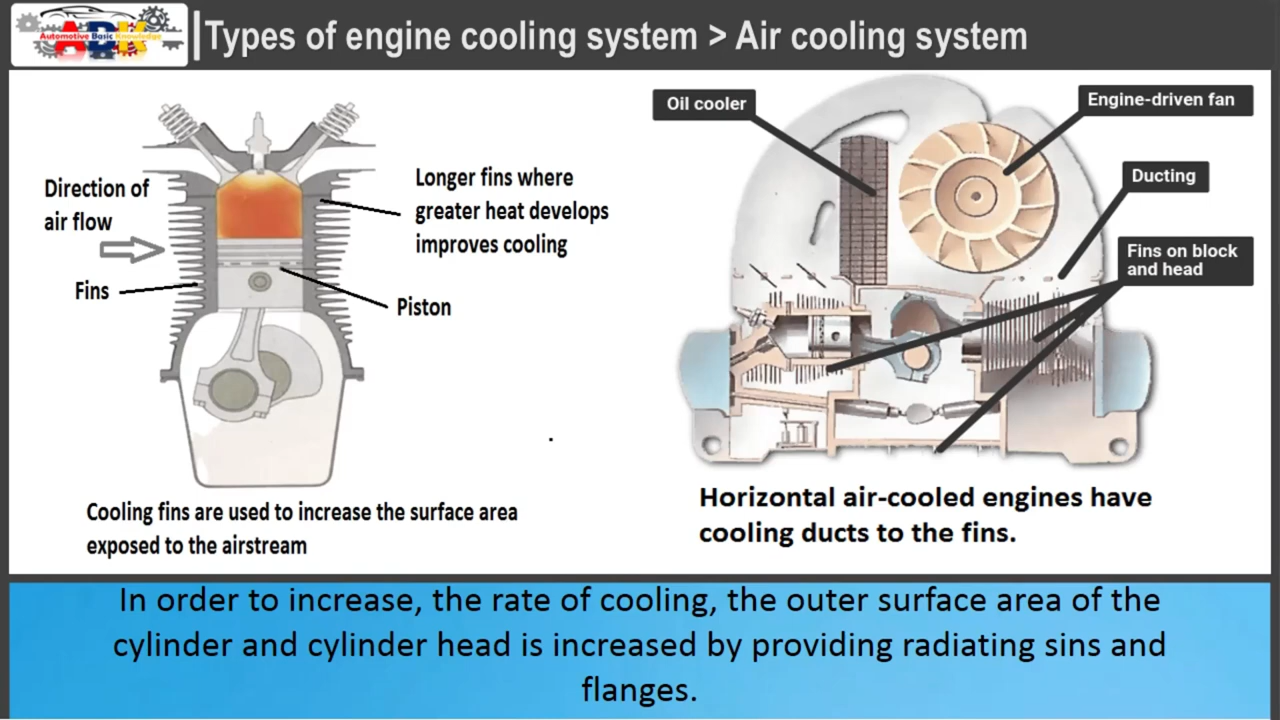 Automotive Basic Knowledge
ABK
Types of engine cooling system > Air cooling system
Direction of
air flow
Fins
Longer fins where
greater heat develops
improves cooling
Piston
Cooling fins are used to increase the surface area
exposed to the airstream
Oil cooler
Engine-driven fan
Ducting
Fins on block
and head
Horizontal air-cooled engines have
cooling ducts to the fins.
In order to increase, the rate of cooling, the outer surface area of the
cylinder and cylinder head is increased by providing radiating sins and
flanges.